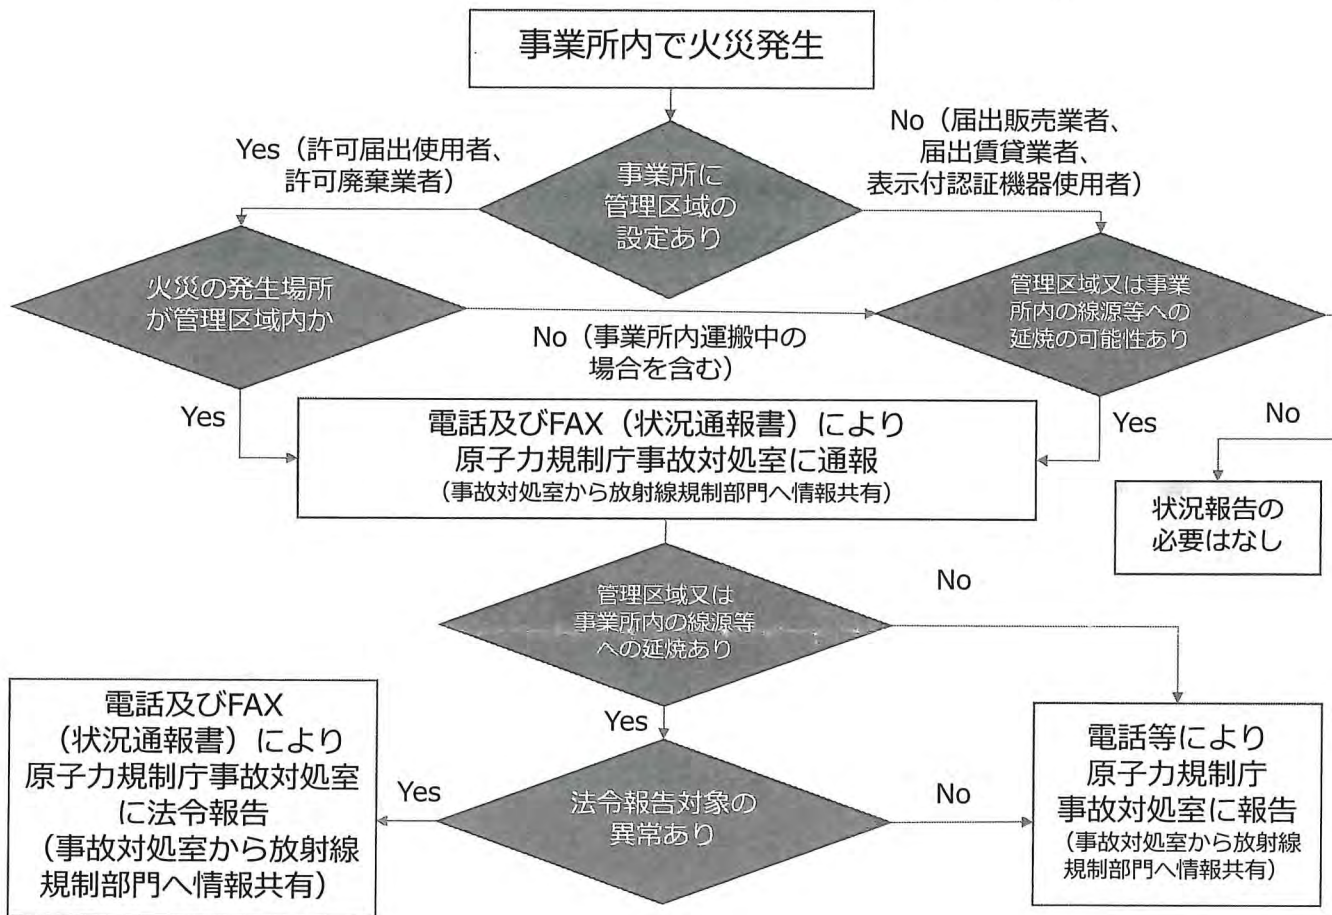 事業所内で火災発生
Yes（許可届出使用者、
許可廃棄業者）
No（届出販売業者、
届出賃貸業者、
表示付認証機器使用者）
事業所に
管理区域の
設定あり
火災の発生場所
が管理区域内か
No（事業所内運搬中の
場合を含む）
管理区域又は事業
所内の線源等への
延焼の可能性あり
Yes
電話及びFAX（状況通報書）により
原子力規制庁事故対処室に通報
（事故対処室から放射線規制部門へ情報共有）
Yes
No
状況報告の
必要はなし
管理区域又は
事業所内の線源等
への延焼あり
No
Yes
電話及びFAX
（状況通報書）により
原子力規制庁事故対処室
に法令報告
（事故対処室から放射線
規制部門へ情報共有）
Yes
法令報告対象の
異常あり
No
電話等により
原子力規制庁
事故対処室に報告
（事故対処室から放射線
規制部門へ情報共有）